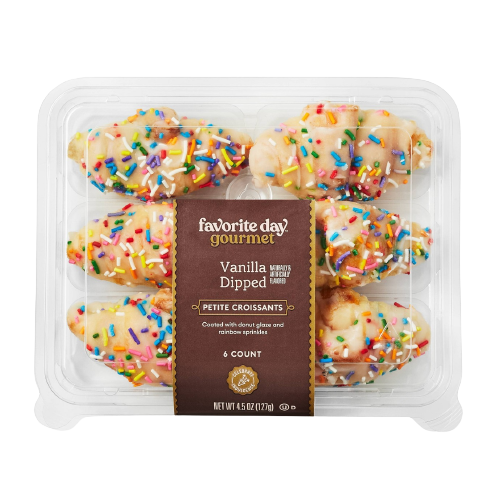 favorite day
gourmet
Vanilla
Dipped
NATURALLY &
ARTIFICIALLY
FLAVORED
PETITE CROISSANTS
Coated with donut glaze and
rainbow sprinkles
6 COUNT
NET WT 4.5 OZ (127g)
U D